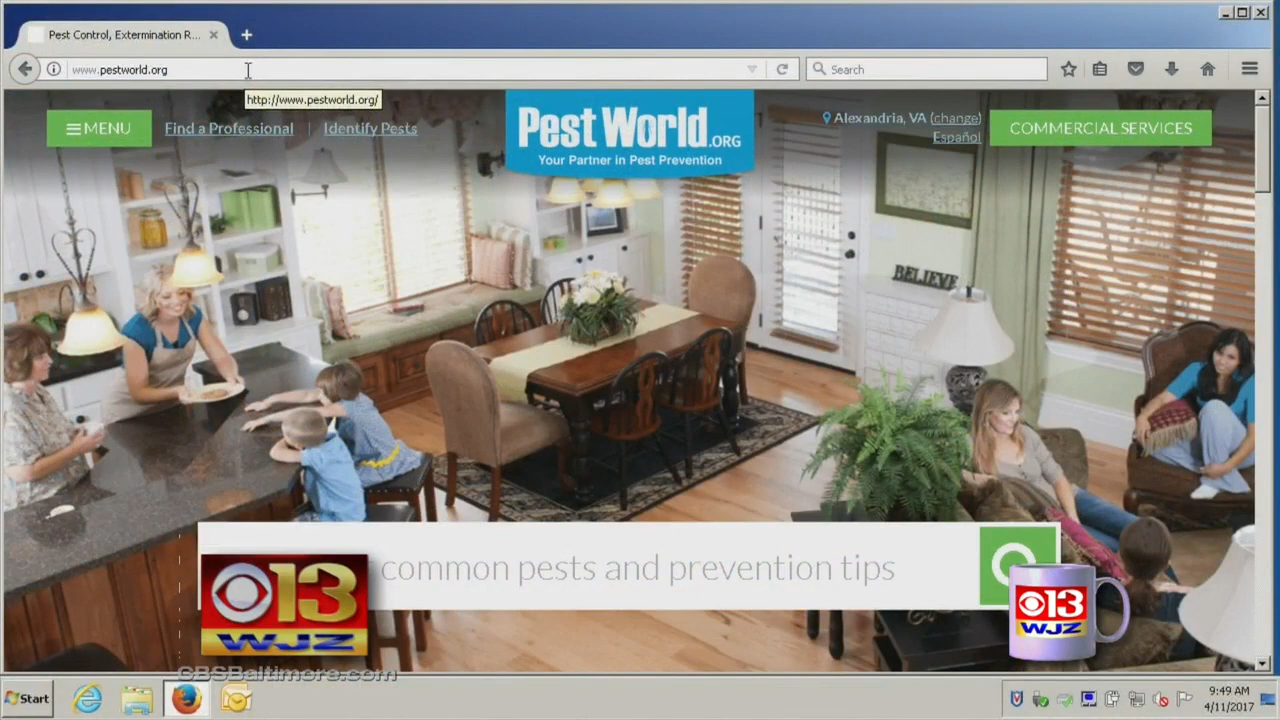 Pest Control, Extermination R...
www.pestworld.org
Search
http://www.pestworld.org/
MENU
Find a Professional | Identify Pests
PestWorld.ORG
Your Partner in Pest Prevention
Alexandria, VA (change)
Español
COMMERCIAL SERVICES
BELIEVE
common pests and prevention tips
13
WJZ
13
WJZ
CBSBaltimore.com
Start
9:49 AM
4/11/2017